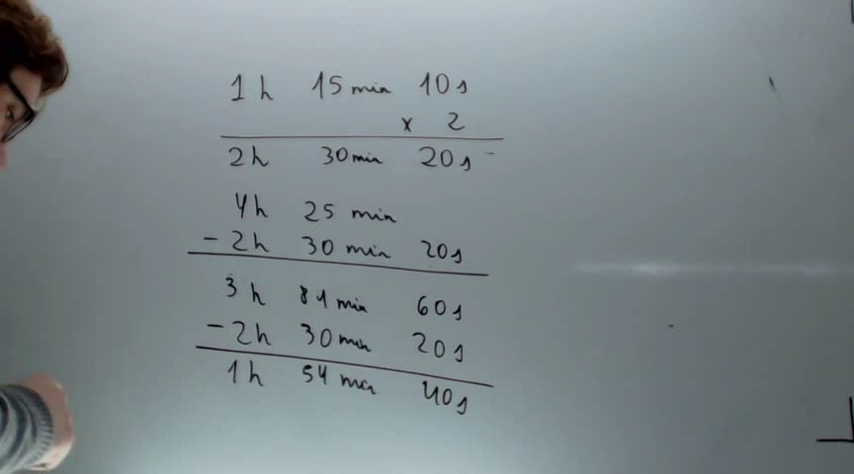 1 h 15 min 10 s
x 2
2 h 30 min 20 s
4 h 25 min
- 2 h 30 min 20 s
3 h 84 min 60 s
- 2 h 30 min 20 s
1 h 54 min 40 s